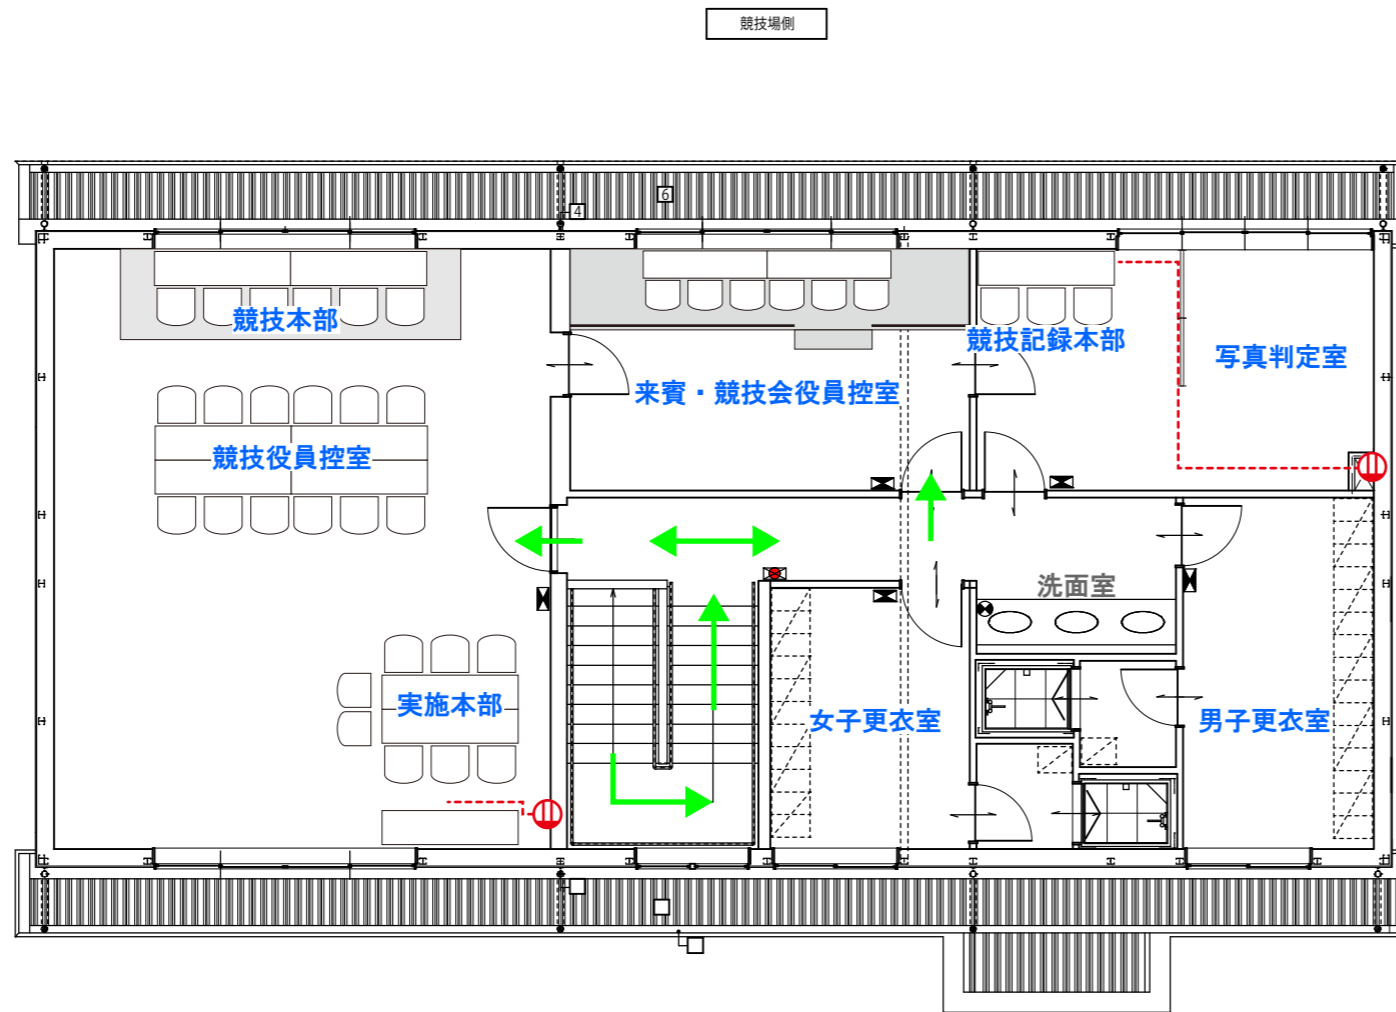 競技場側
6
4
競技本部
競技記録本部
写真判定室
来賓・競技会役員控室
競技役員控室
洗面室
実施本部
女子更衣室
男子更衣室